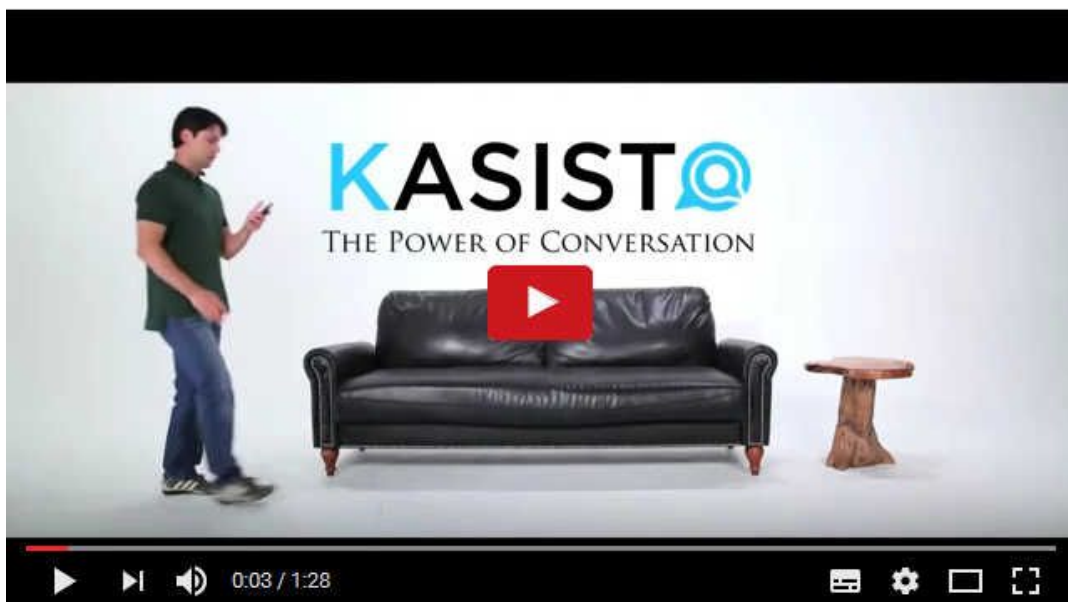 KASISTO
THE POWER OF CONVERSATION
0:03 / 1:28